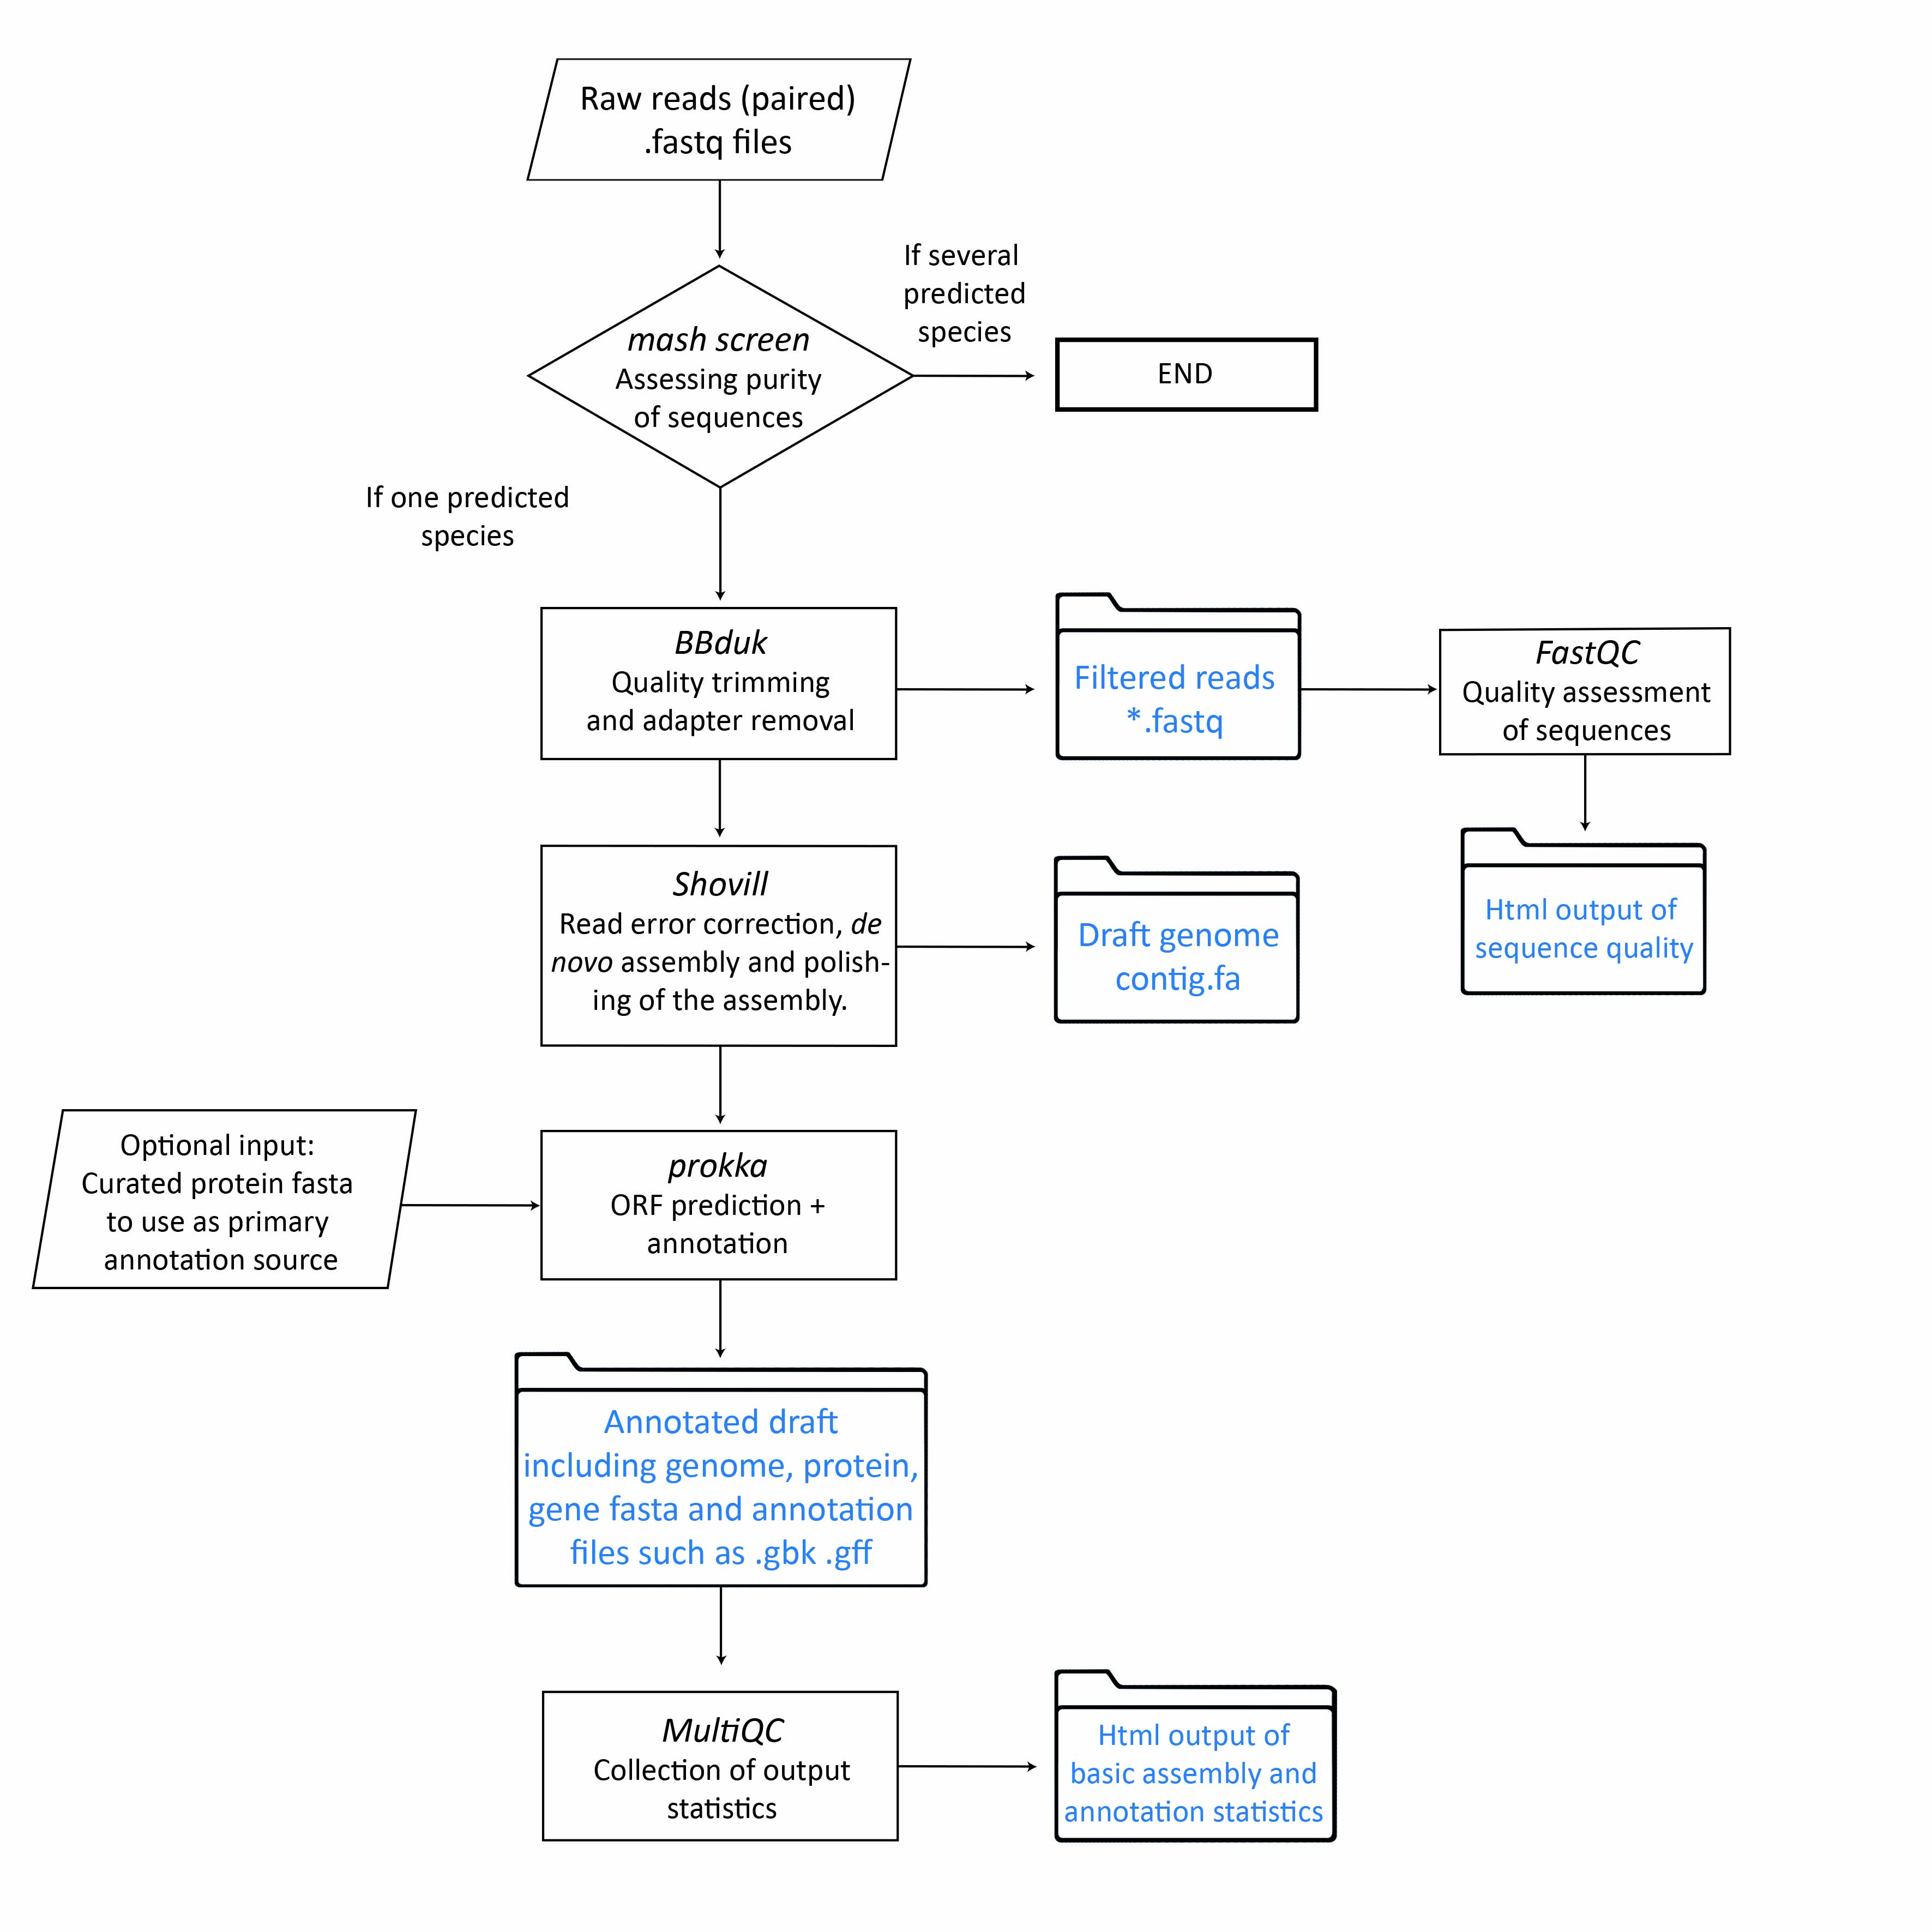 Raw reads (paired)
.fastq files
If several
predicted
species
mash screen
Assessing purity
of sequences
END
If one predicted
species
BBduk
Quality trimming
and adapter removal
Filtered reads
*.fastq
FastQC
Quality assessment
of sequences
Shovill
Read error correction, de
novo assembly and polish-
ing of the assembly.
Draft genome
contig.fa
Html output of
sequence quality
Optional input:
Curated protein fasta
to use as primary
annotation source
prokka
ORF prediction +
annotation
Annotated draft
including genome, protein,
gene fasta and annotation
files such as .gbk .gff
MultiQC
Collection of output
statistics
Html output of
basic assembly and
annotation statistics